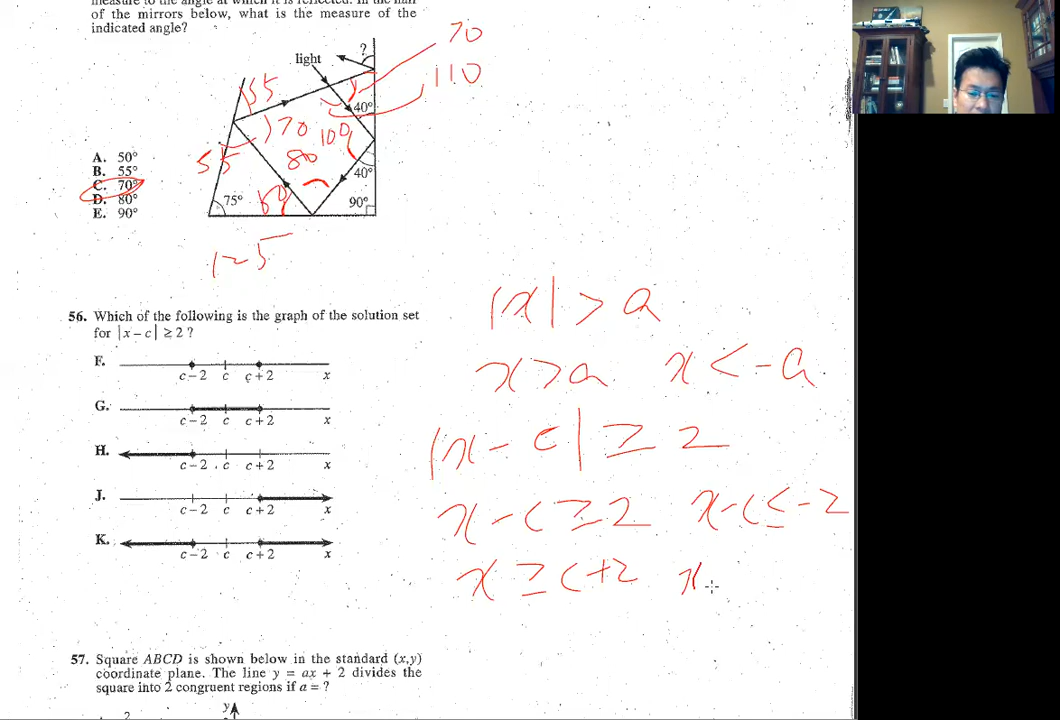 measure to the angle at which it is reflected. In the hall
of the mirrors below, what is the measure of the
indicated angle?
70
?
light
110
55
40°
70
100
55
80
40°
75°
50
90°
125
A. 50°
B. 55°
C. 70°
D. 80°
E. 90°
56. Which of the following is the graph of the solution set
for |x – c| ≥ 2?
F.
c – 2 c c + 2 x
G.
c – 2 c c + 2 x
H.
c – 2 c c + 2 x
J.
c – 2 c c + 2 x
K.
c – 2 c c + 2 x
|x| > a
x > a x < -a
|x - c| ≥ 2
x - c ≥ 2 x - c ≤ -2
x ≥ c + 2 x
57. Square ABCD is shown below in the standard (x,y)
coordinate plane. The line y = ax + 2 divides the
square into 2 congruent regions if a = ?
y
2